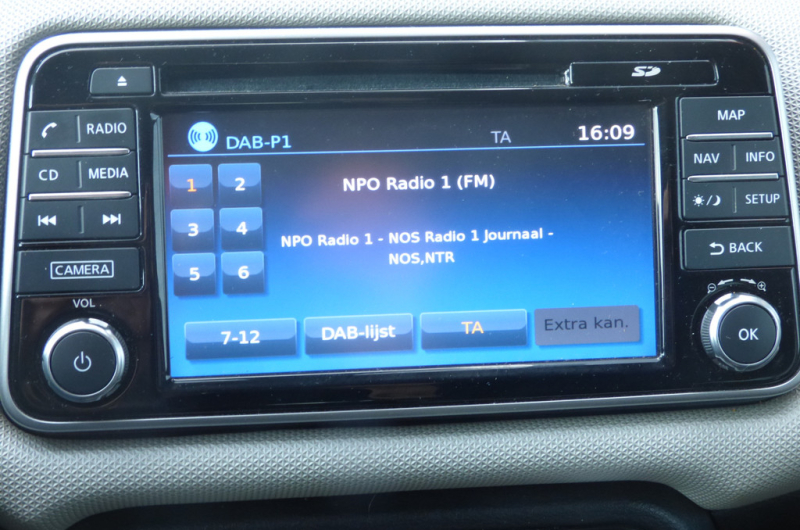 SD
RADIO
CD
MEDIA
CAMERA
VOL
DAB-P1
TA
16:09
1
2
3
4
5
6
NPO Radio 1 (FM)
NPO Radio 1 - NOS Radio 1 Journaal -
NOS,NTR
7-12
DAB-lijst
TA
Extra kan.
MAP
NAV
INFO
SETUP
BACK
OK